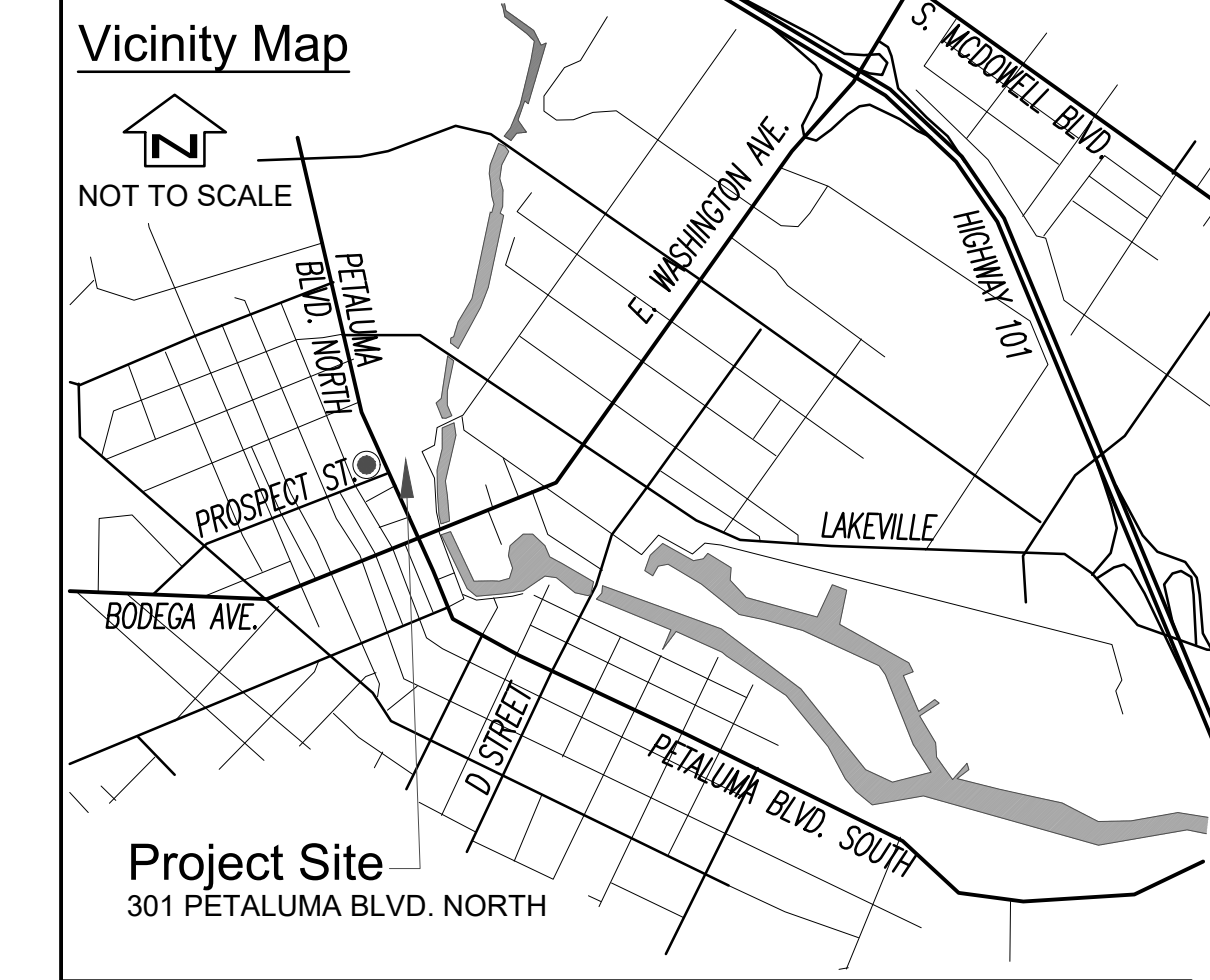 Vicinity Map
N
NOT TO SCALE
S. MCDOWELL BLVD.
E. WASHINGTON AVE.
HIGHWAY 101
PETALUMA
BLVD. NORTH
PROSPECT ST.
LAKEVILLE
BODEGA AVE.
D STREET
PETALUMA BLVD. SOUTH
Project Site
301 PETALUMA BLVD. NORTH